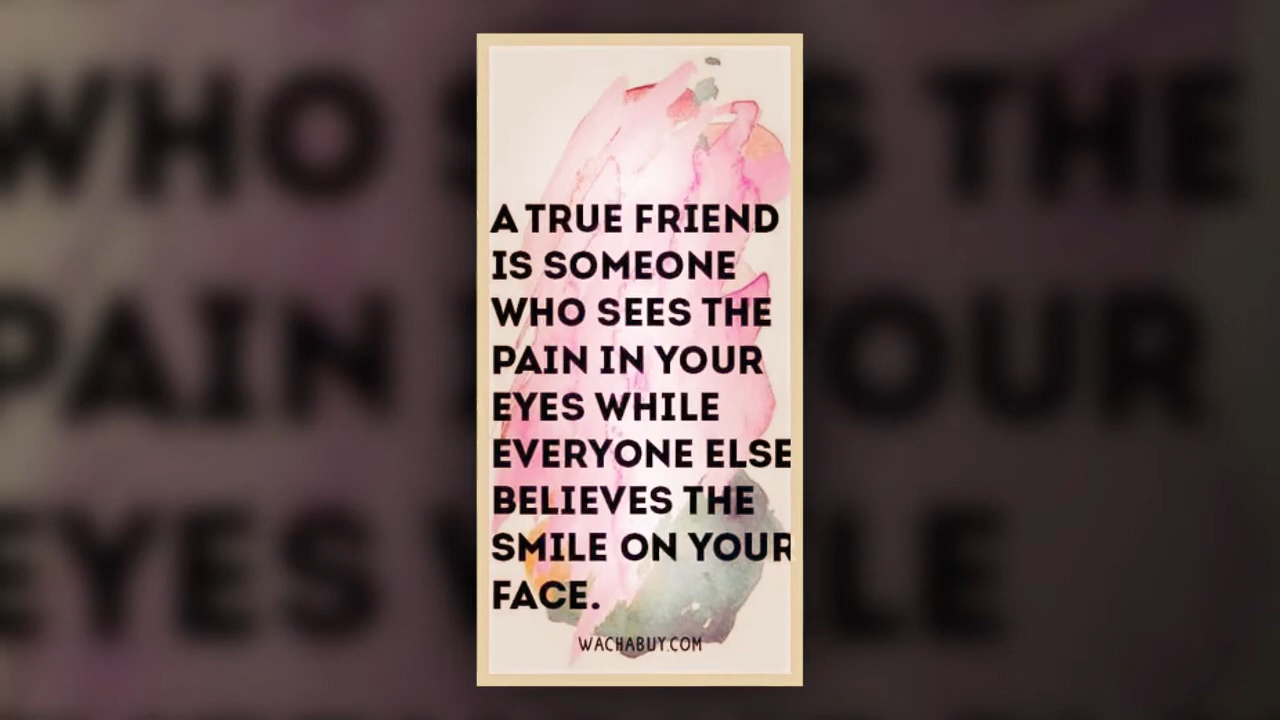 A TRUE FRIEND
IS SOMEONE
WHO SEES THE
PAIN IN YOUR
EYES WHILE
EVERYONE ELSE
BELIEVES THE
SMILE ON YOUR
FACE.
WACHABUY.COM